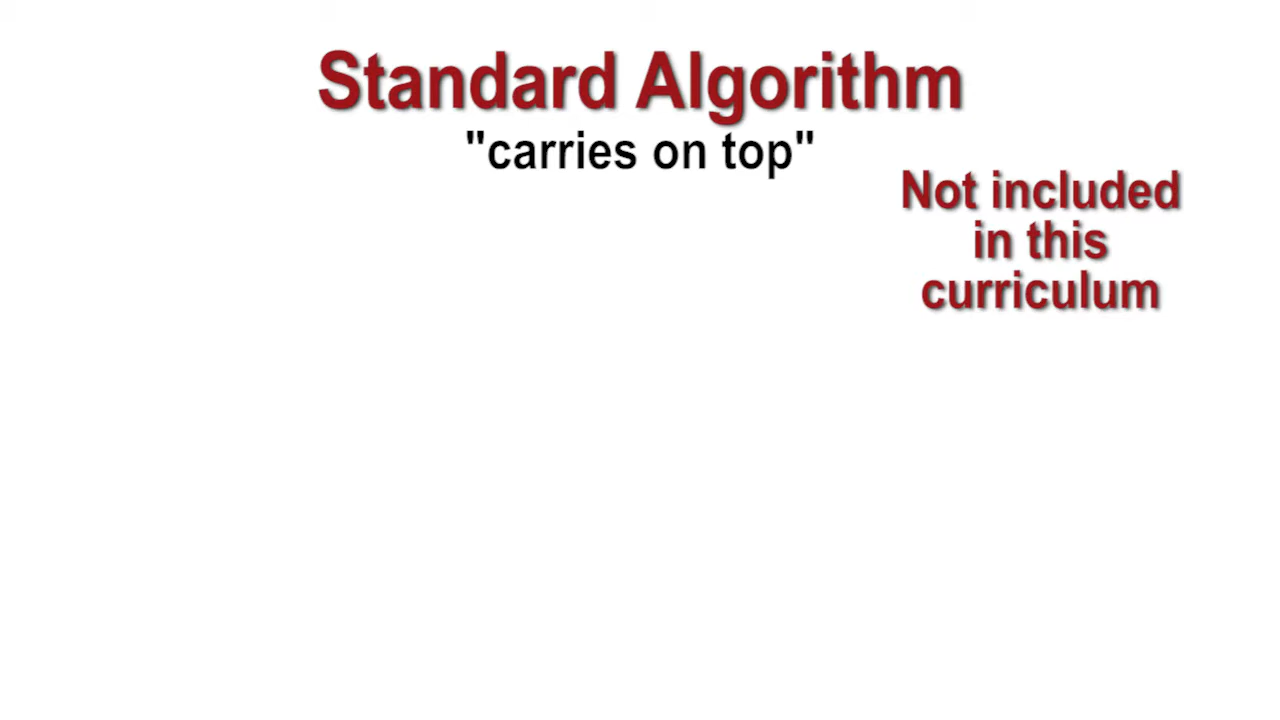 Standard Algorithm
"carries on top"
Not included
in this
curriculum